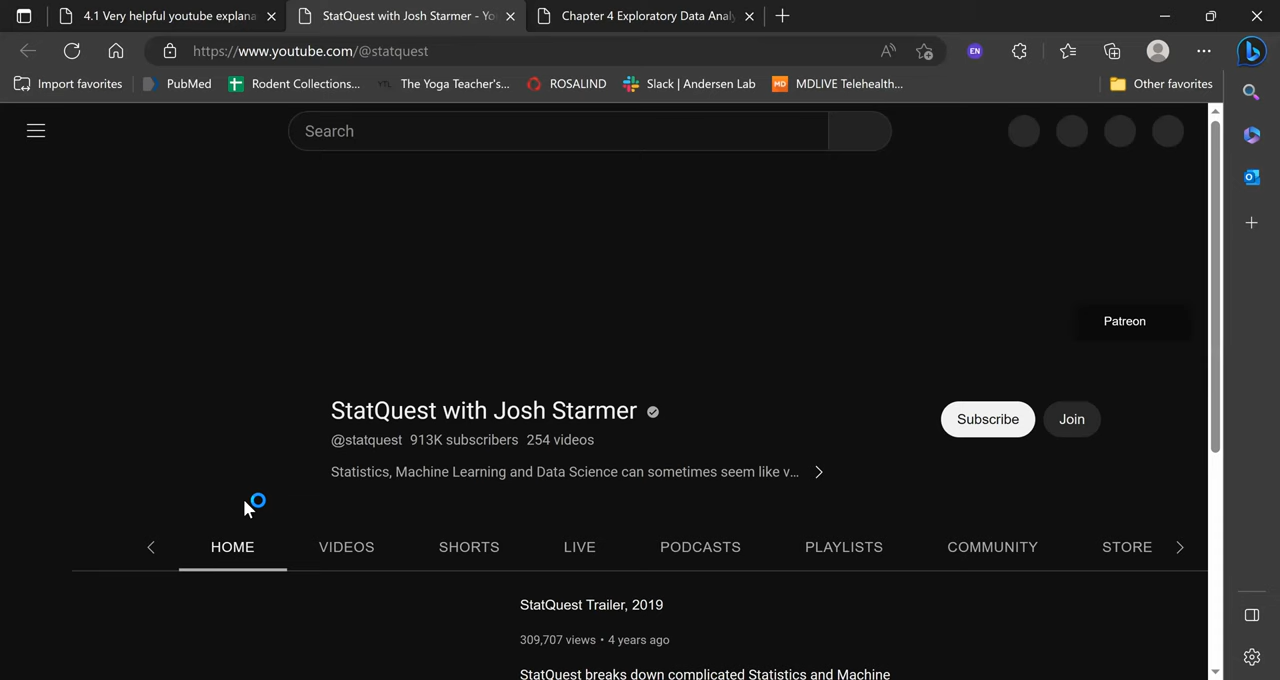 4.1 Very helpful youtube explana
StatQuest with Josh Starmer - Yo
Chapter 4 Exploratory Data Analy
https://www.youtube.com/@statquest
EN
Import favorites
PubMed
Rodent Collections...
YTL
The Yoga Teacher's...
ROSALIND
Slack | Andersen Lab
MD
MDLIVE Telehealth...
Other favorites
Search
Patreon
StatQuest with Josh Starmer
@statquest 913K subscribers 254 videos
Subscribe
Join
Statistics, Machine Learning and Data Science can sometimes seem like v...
HOME
VIDEOS
SHORTS
LIVE
PODCASTS
PLAYLISTS
COMMUNITY
STORE
StatQuest Trailer, 2019
309,707 views • 4 years ago
StatQuest breaks down complicated Statistics and Machine